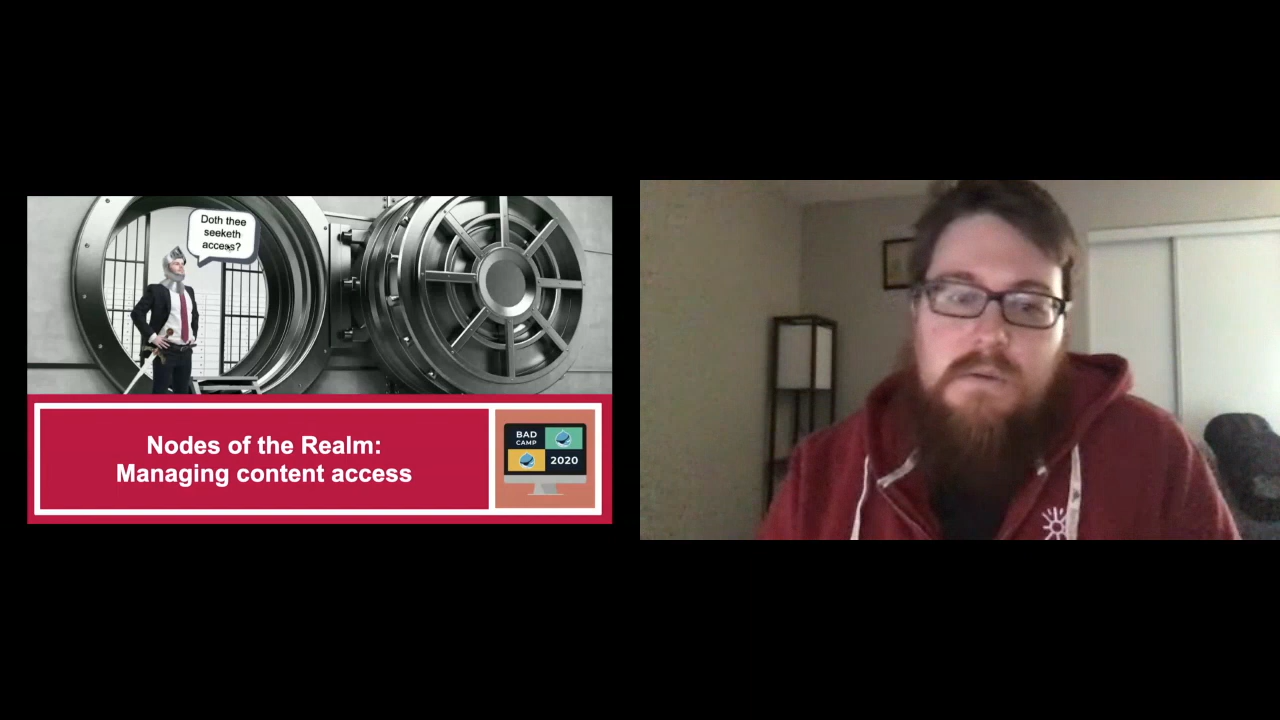 Doth thee
seeketh
access?
Nodes of the Realm:
Managing content access
BAD
CAMP
2020